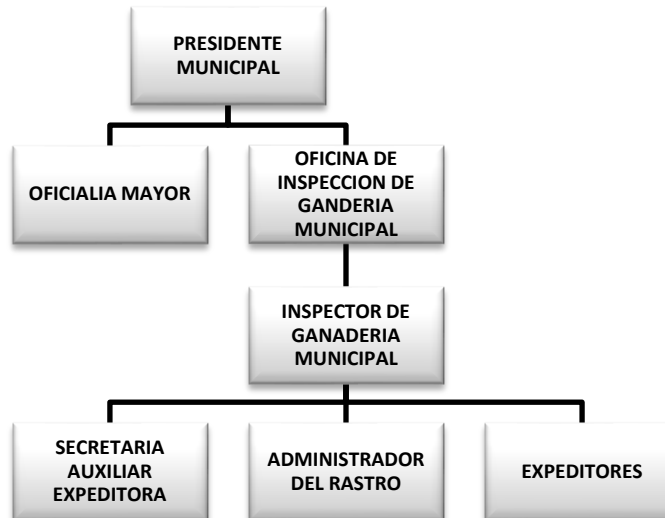 PRESIDENTE
MUNICIPAL
OFICIALIA MAYOR
OFICINA DE
INSPECCION DE
GANDERIA
MUNICIPAL
INSPECTOR DE
GANADERIA
MUNICIPAL
SECRETARIA
AUXILIAR
EXPEDITORA
ADMINISTRADOR
DEL RASTRO
EXPEDITORES